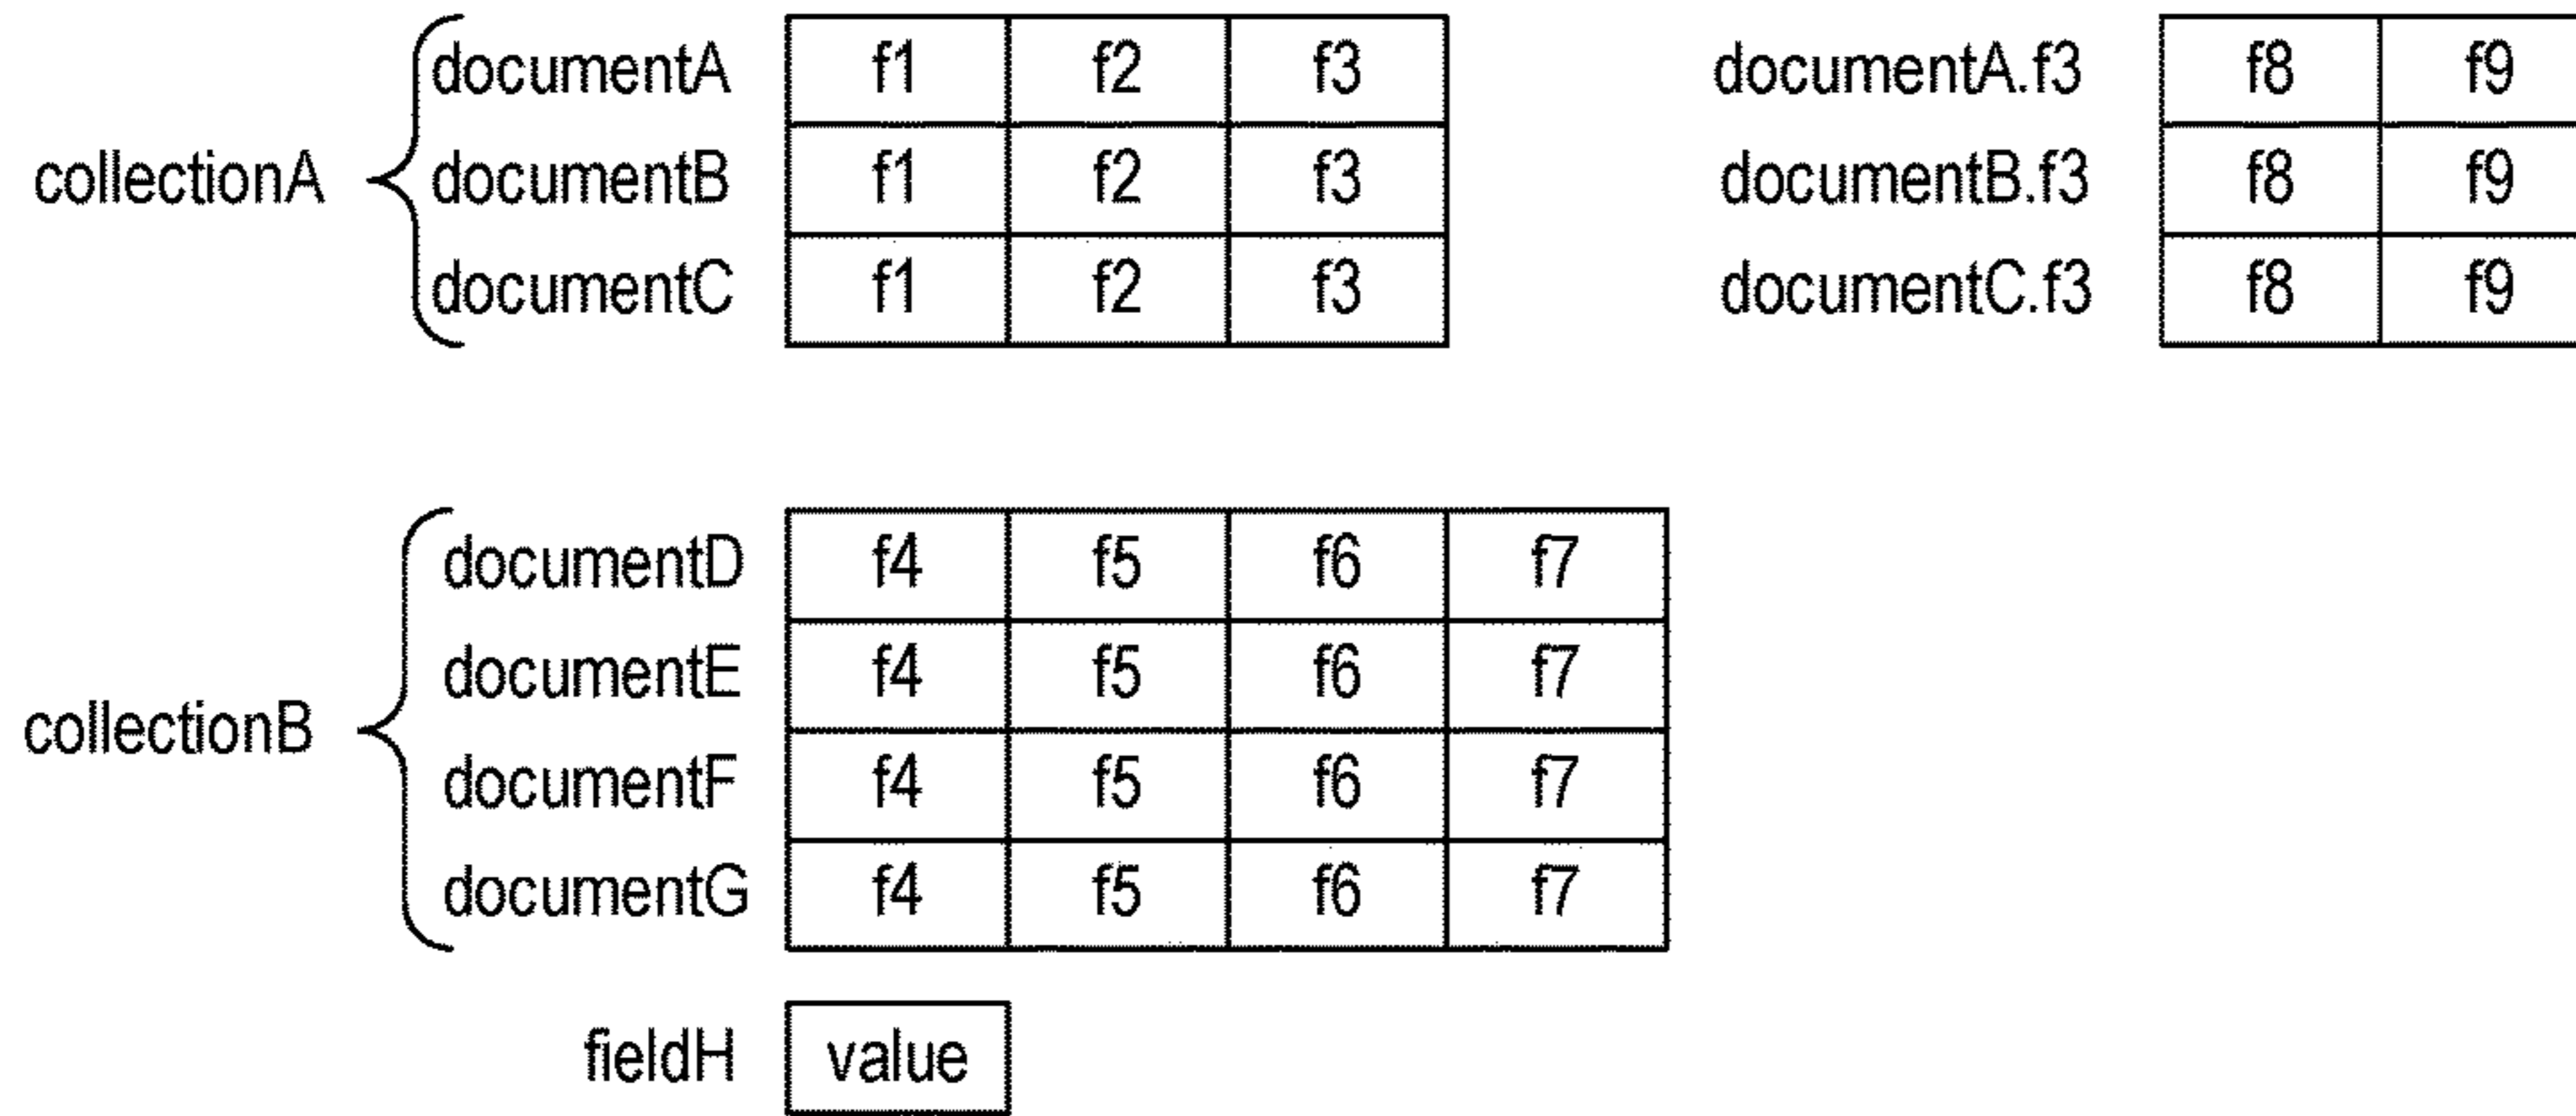 documentA f1 f2 f3 documentA.f3 f8 f9
collectionA documentB f1 f2 f3 documentB.f3 f8 f9
documentC f1 f2 f3 documentC.f3 f8 f9
documentD f4 f5 f6 f7
documentE f4 f5 f6 f7
collectionB
documentF f4 f5 f6 f7
documentG f4 f5 f6 f7
fieldH value